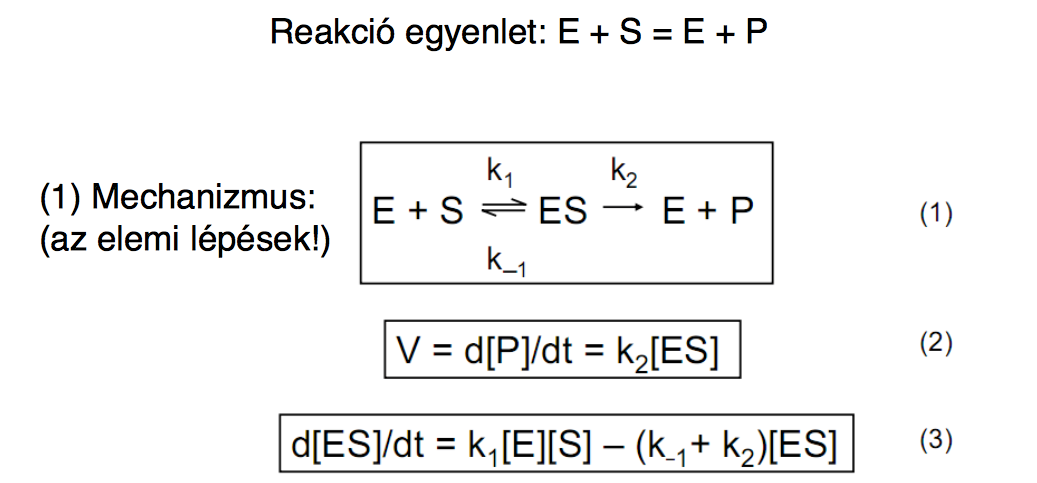 Reakció egyenlet: E + S = E + P
k₁ k₂
(1) Mechanizmus: E + S ⇌ ES → E + P (1)
(az elemi lépések!)
k₋₁
V = d[P]/dt = k₂[ES] (2)
d[ES]/dt = k₁[E][S] – (k₋₁+ k₂)[ES] (3)